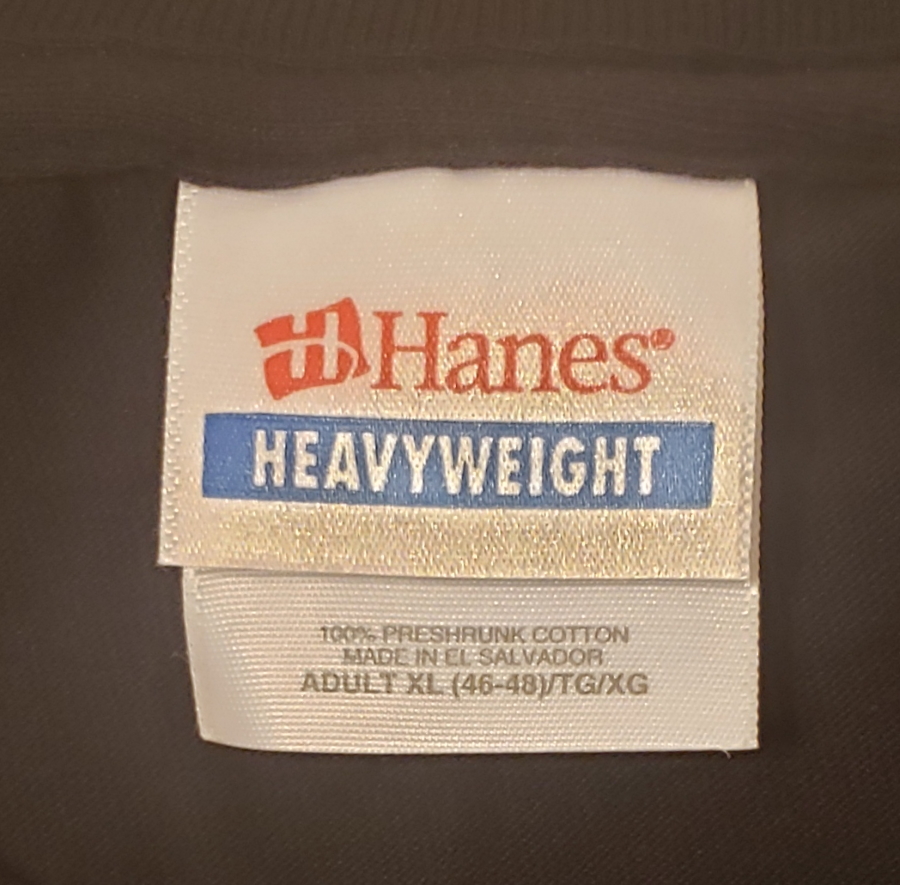 H Hanes®
HEAVYWEIGHT
100% PRESHRUNK COTTON
MADE IN EL SALVADOR
ADULT XL (46-48)/TG/XG